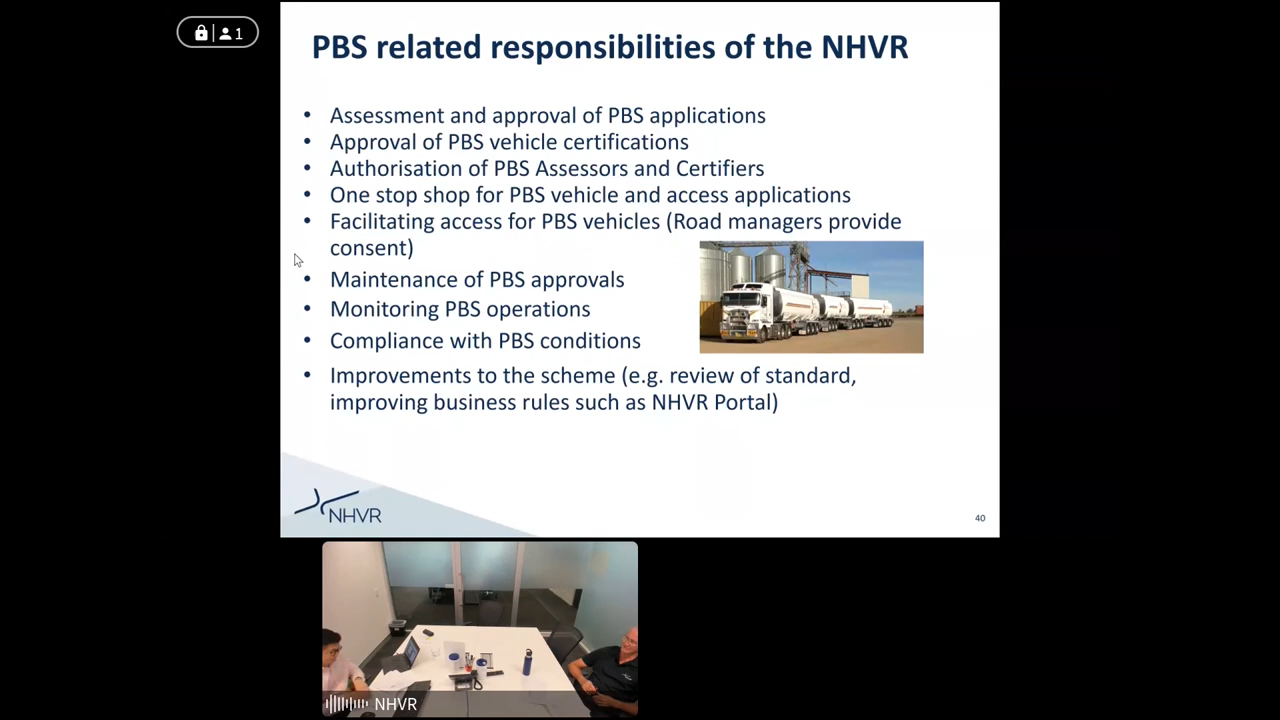 1
PBS related responsibilities of the NHVR
• Assessment and approval of PBS applications
• Approval of PBS vehicle certifications
• Authorisation of PBS Assessors and Certifiers
• One stop shop for PBS vehicle and access applications
• Facilitating access for PBS vehicles (Road managers provide
consent)
• Maintenance of PBS approvals
• Monitoring PBS operations
• Compliance with PBS conditions
• Improvements to the scheme (e.g. review of standard,
improving business rules such as NHVR Portal)
NHVR
40
NHVR